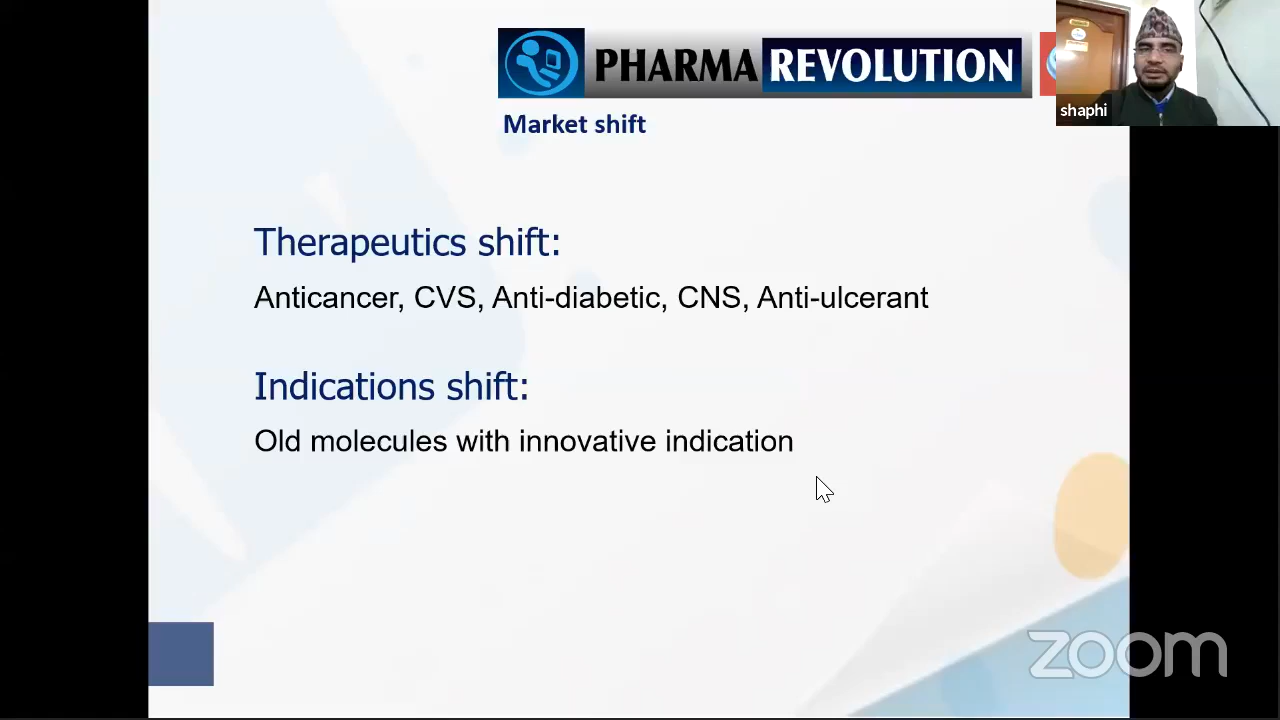 PHARMA REVOLUTION
shaphi
Market shift
Therapeutics shift:
Anticancer, CVS, Anti-diabetic, CNS, Anti-ulcerant
Indications shift:
Old molecules with innovative indication
zoom